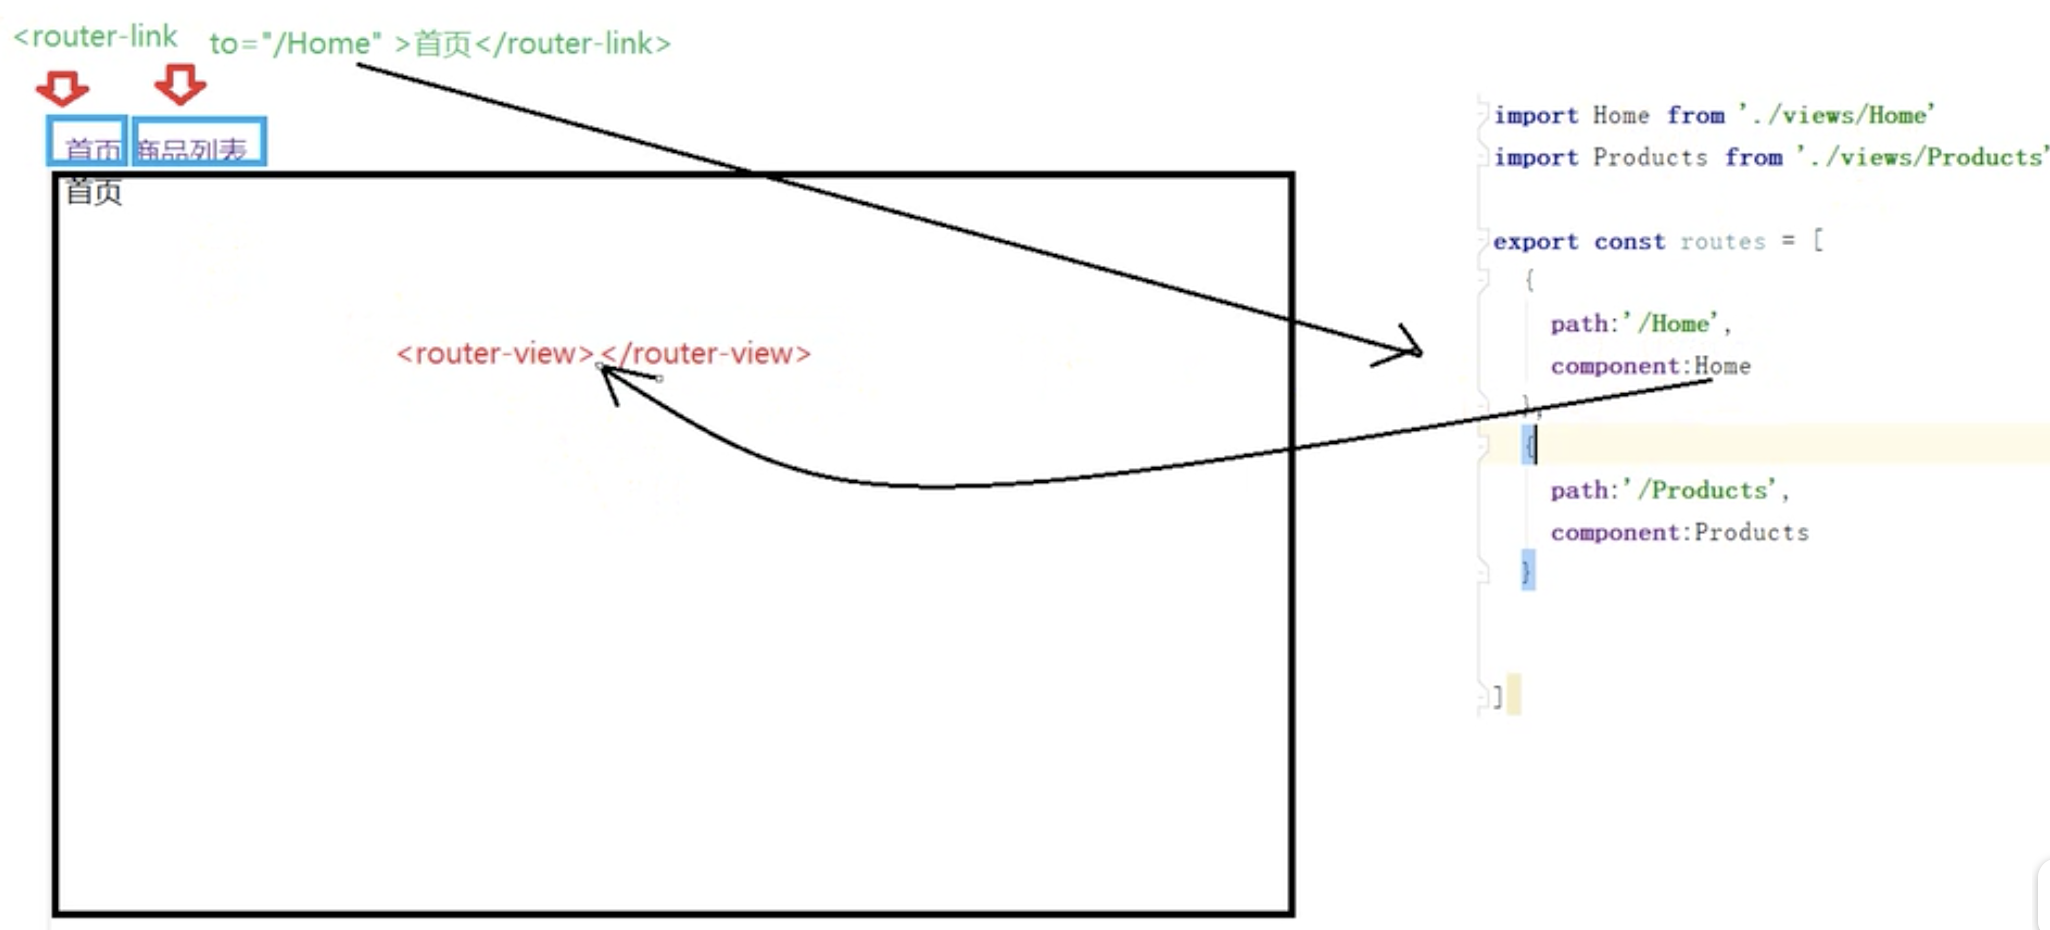 <router-link to="/Home" >首页</router-link>
首页 商品列表
首页
<router-view></router-view>
import Home from './views/Home'
import Products from './views/Products'
export const routes = [
{
path:'/Home',
component:Home
},
{
path:'/Products',
component:Products
}
]